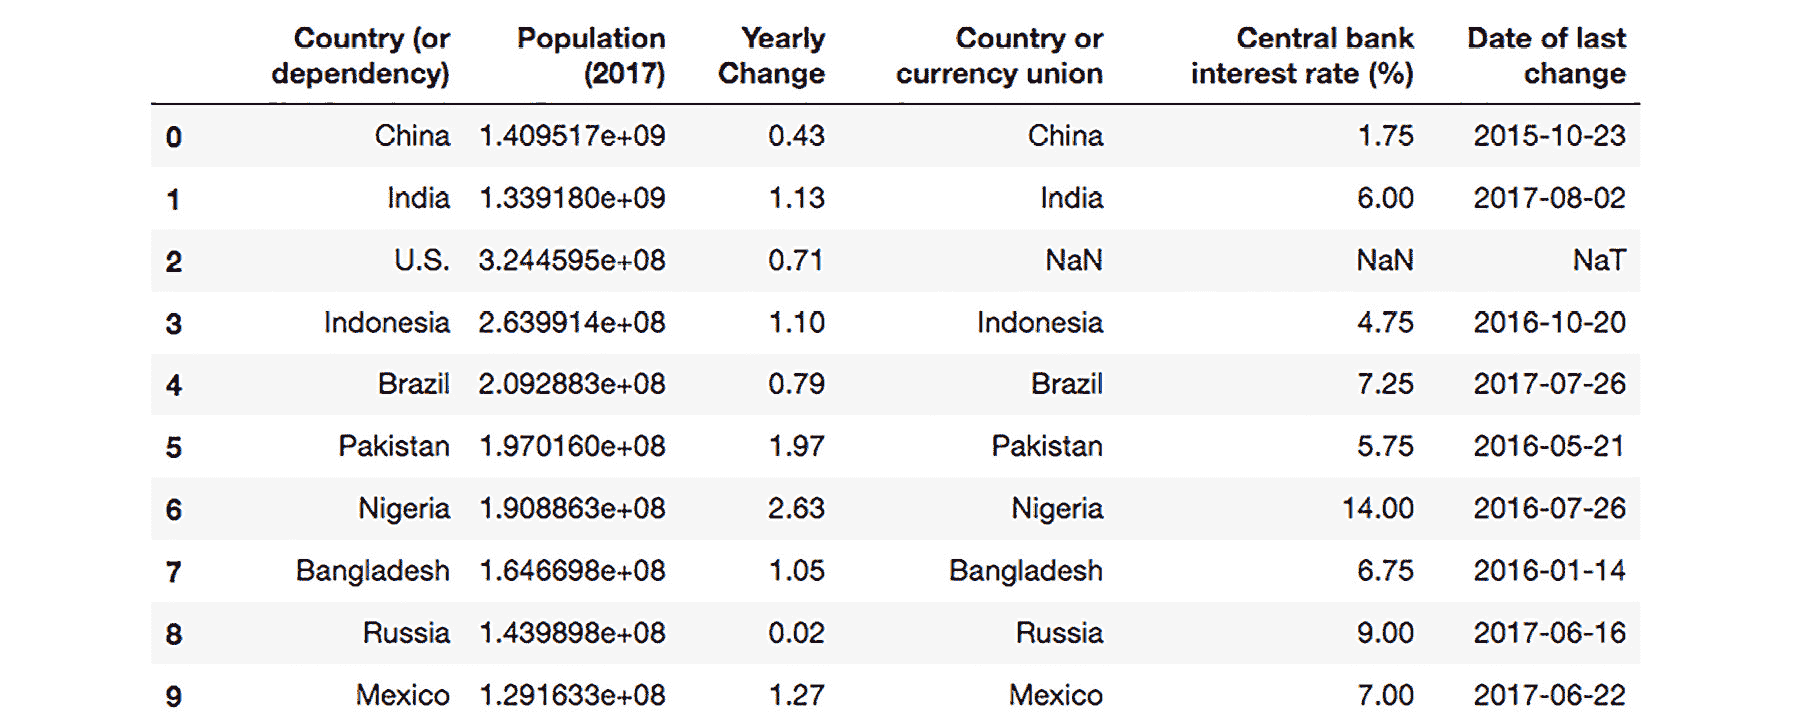 Country (or dependency) Population (2017) Yearly Change Country or currency union Central bank interest rate (%) Date of last change
0 China 1.409517e+09 0.43 China 1.75 2015-10-23
1 India 1.339180e+09 1.13 India 6.00 2017-08-02
2 U.S. 3.244595e+08 0.71 NaN NaN NaT
3 Indonesia 2.639914e+08 1.10 Indonesia 4.75 2016-10-20
4 Brazil 2.092883e+08 0.79 Brazil 7.25 2017-07-26
5 Pakistan 1.970160e+08 1.97 Pakistan 5.75 2016-05-21
6 Nigeria 1.908863e+08 2.63 Nigeria 14.00 2016-07-26
7 Bangladesh 1.646698e+08 1.05 Bangladesh 6.75 2016-01-14
8 Russia 1.439898e+08 0.02 Russia 9.00 2017-06-16
9 Mexico 1.291633e+08 1.27 Mexico 7.00 2017-06-22